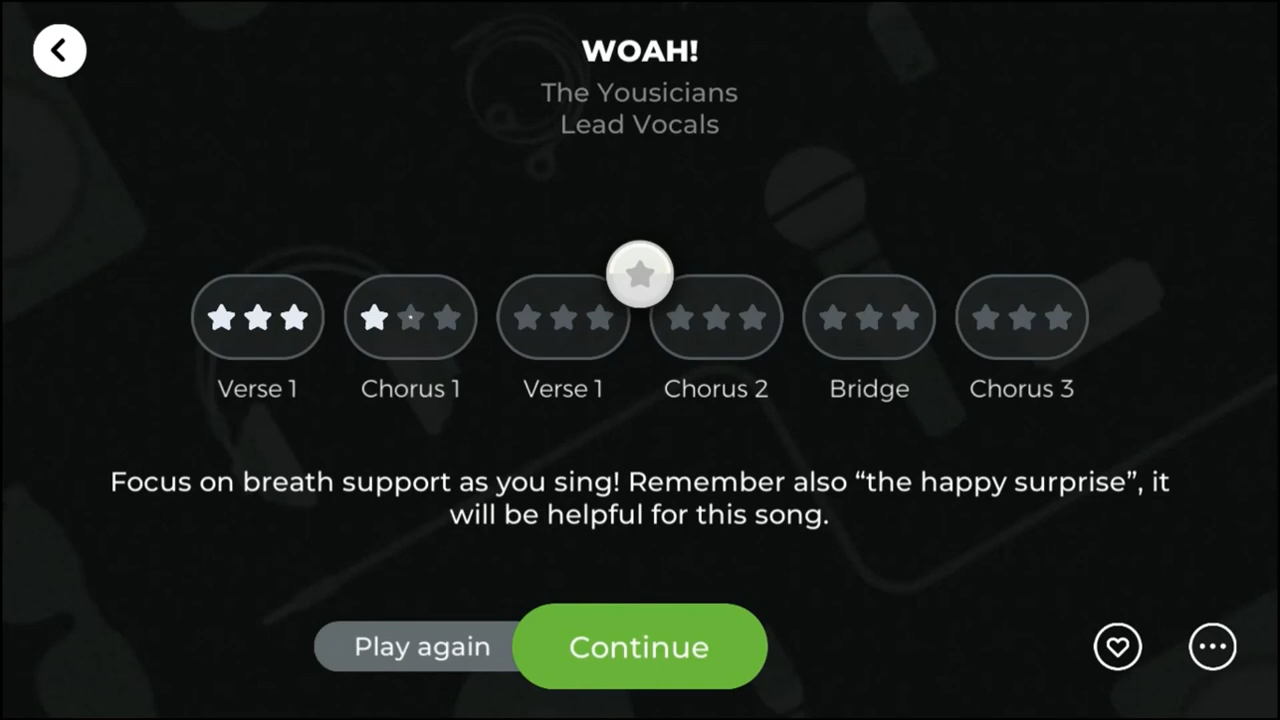 WOAH!
The Yousicians
Lead Vocals
Verse 1
Chorus 1
Verse 1
Chorus 2
Bridge
Chorus 3
Focus on breath support as you sing! Remember also “the happy surprise”, it
will be helpful for this song.
Play again
Continue